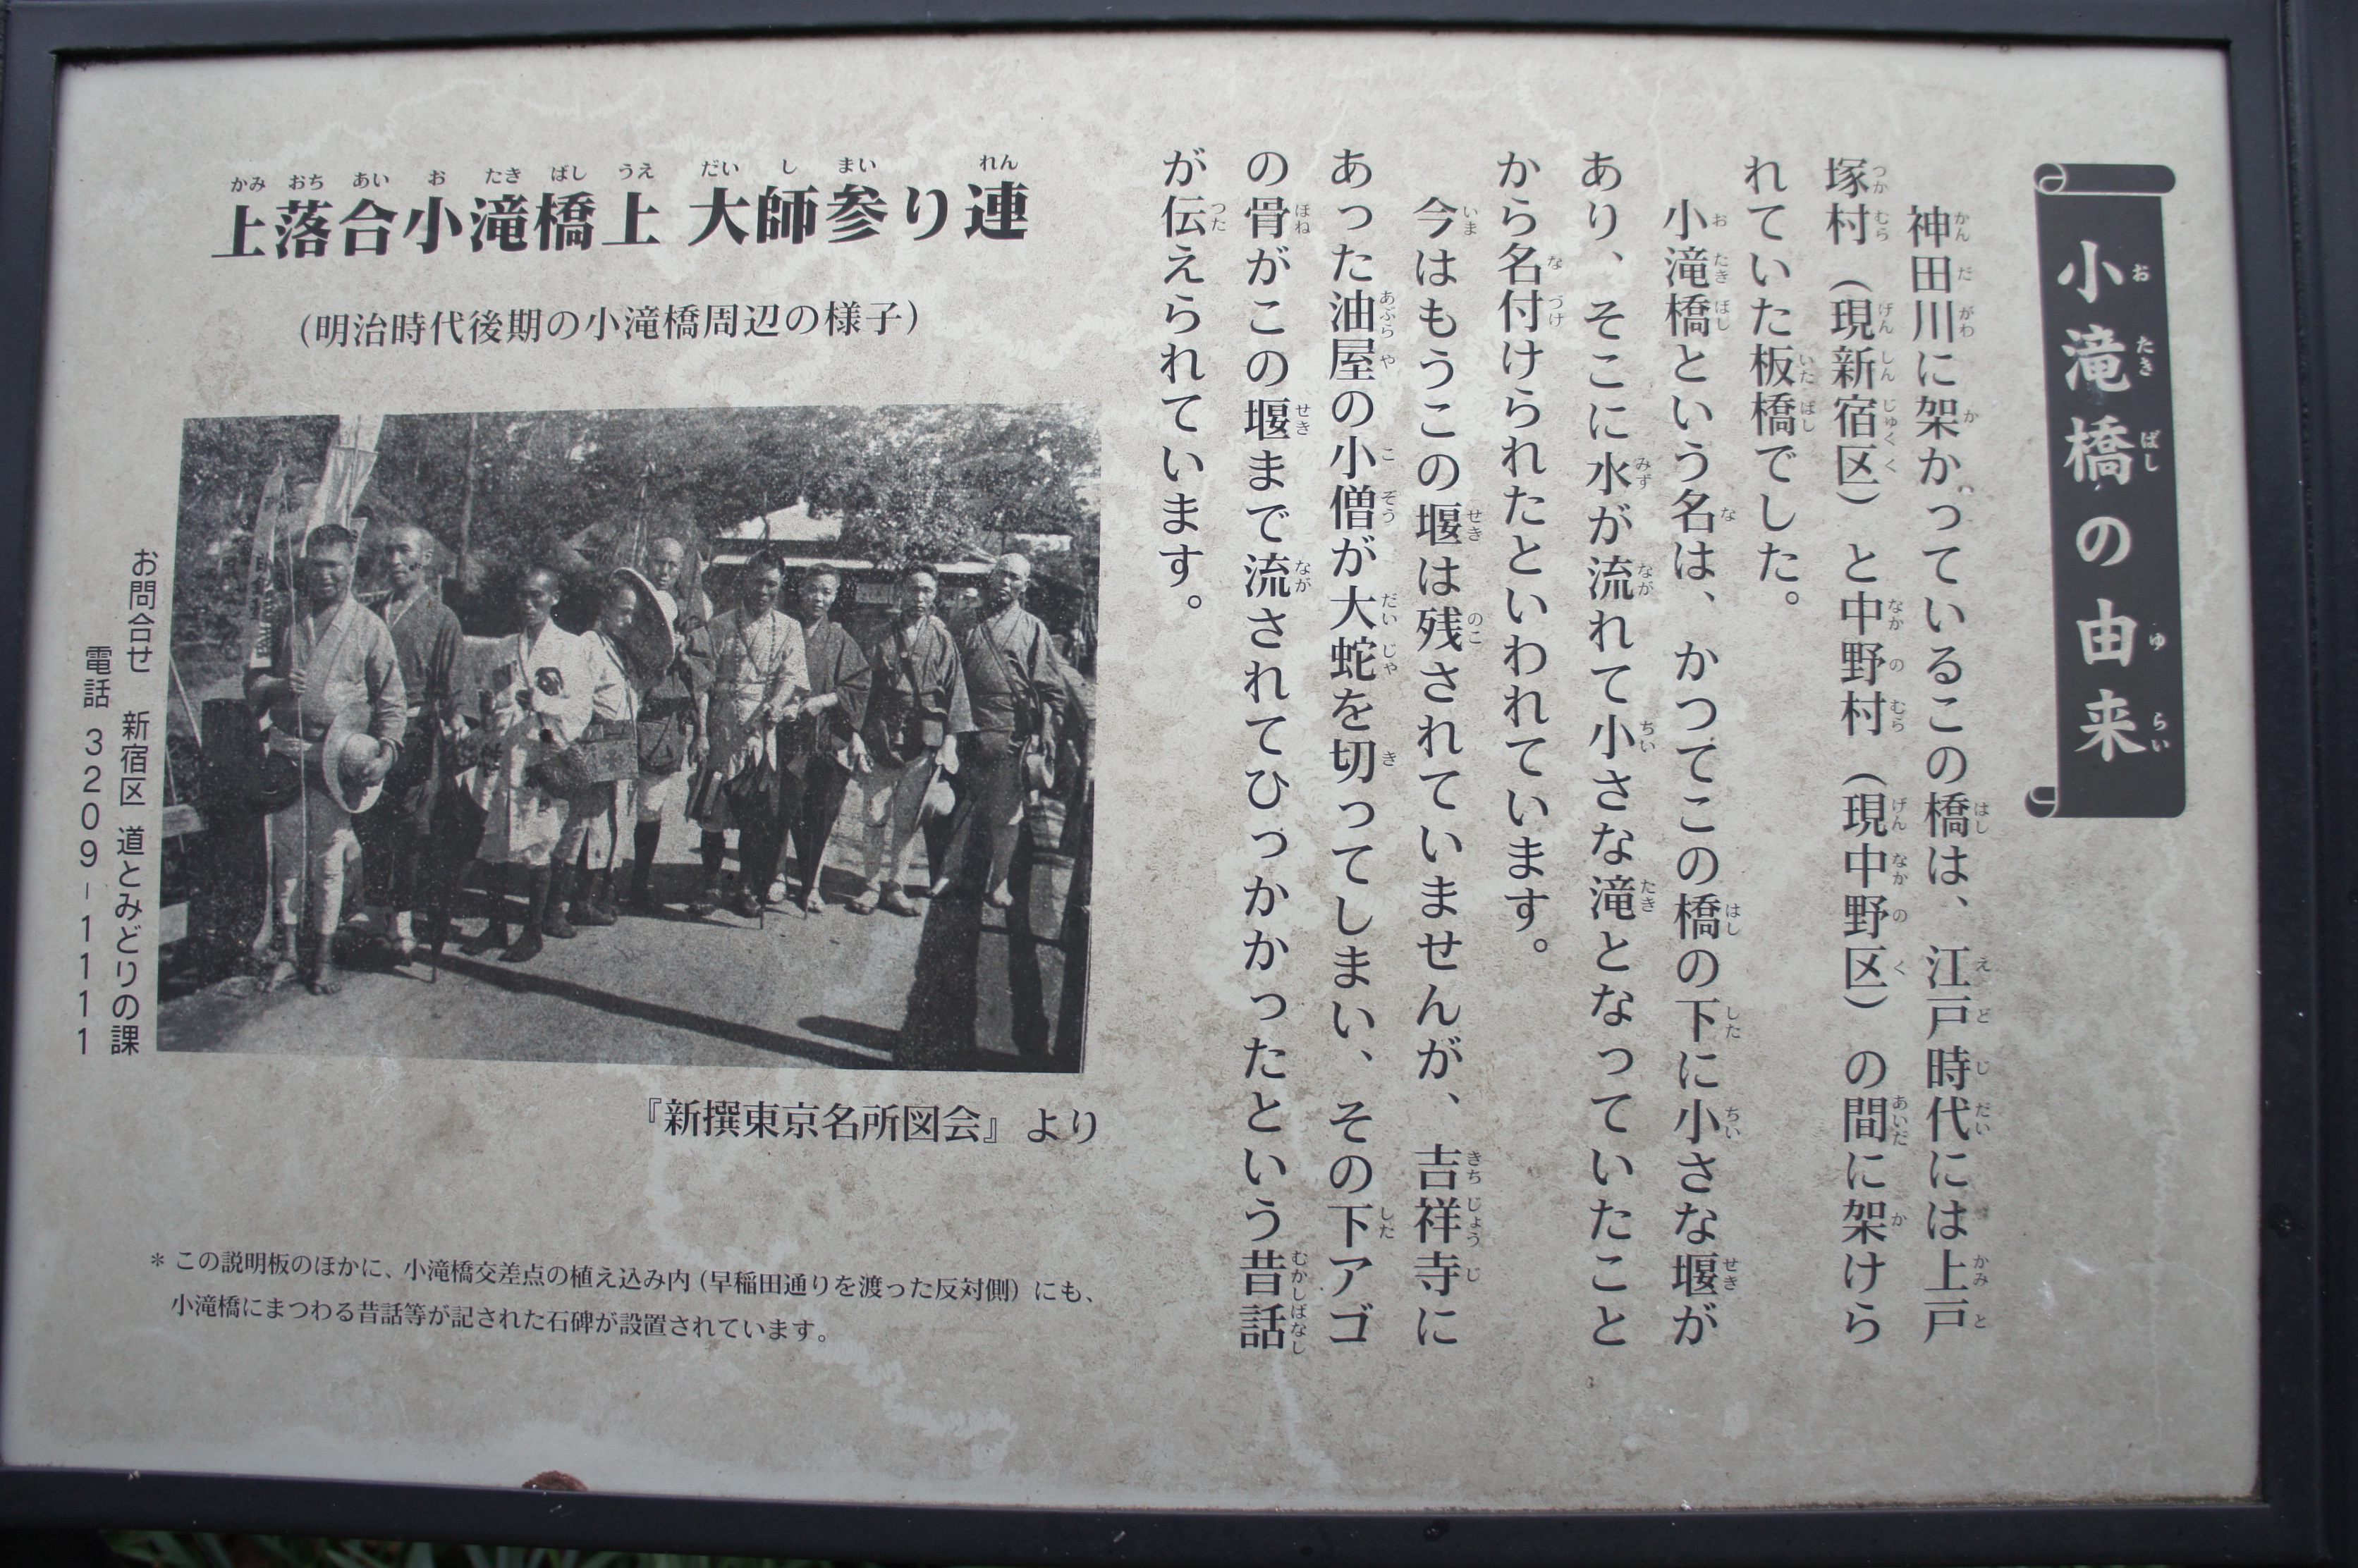 小滝橋の由来
神田川に架かっているこの橋は、江戸時代には上戸
塚村（現新宿区）と中野村（現中野区）の間に架けら
れていた板橋でした。
小滝橋という名は、かつてこの橋の下に小さな堰が
あり、そこに水が流れて小さな滝となっていたこと
から名付けられたといわれています。
今はもうこの堰は残されていませんが、吉祥寺に
あった油屋の小僧が大蛇を切ってしまい、その下アゴ
の骨がこの堰まで流されてひっかかったという昔話
が伝えられています。
上落合小滝橋上 大師参り連
（明治時代後期の小滝橋周辺の様子）
『新撰東京名所図会』より
お問合せ 新宿区 道とみどりの課
電話 3209-1111
＊この説明板のほかに、小滝橋交差点の植え込み内（早稲田通りを渡った反対側）にも、
小滝橋にまつわる昔話等が記された石碑が設置されています。